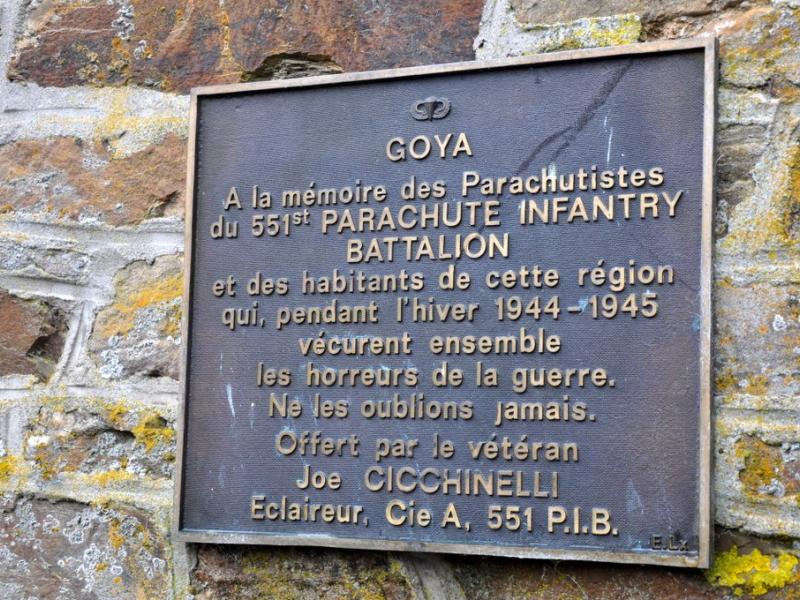 GOYA
A la mémoire des Parachutistes
du 551st PARACHUTE INFANTRY
BATTALION
et des habitants de cette région
qui, pendant l'hiver 1944-1945
vécurent ensemble
les horreurs de la guerre.
Ne les oublions jamais.
Offert par le vétéran
Joe CICCHINELLI
Eclaireur, Cie A, 551 P.I.B.
E.Lx